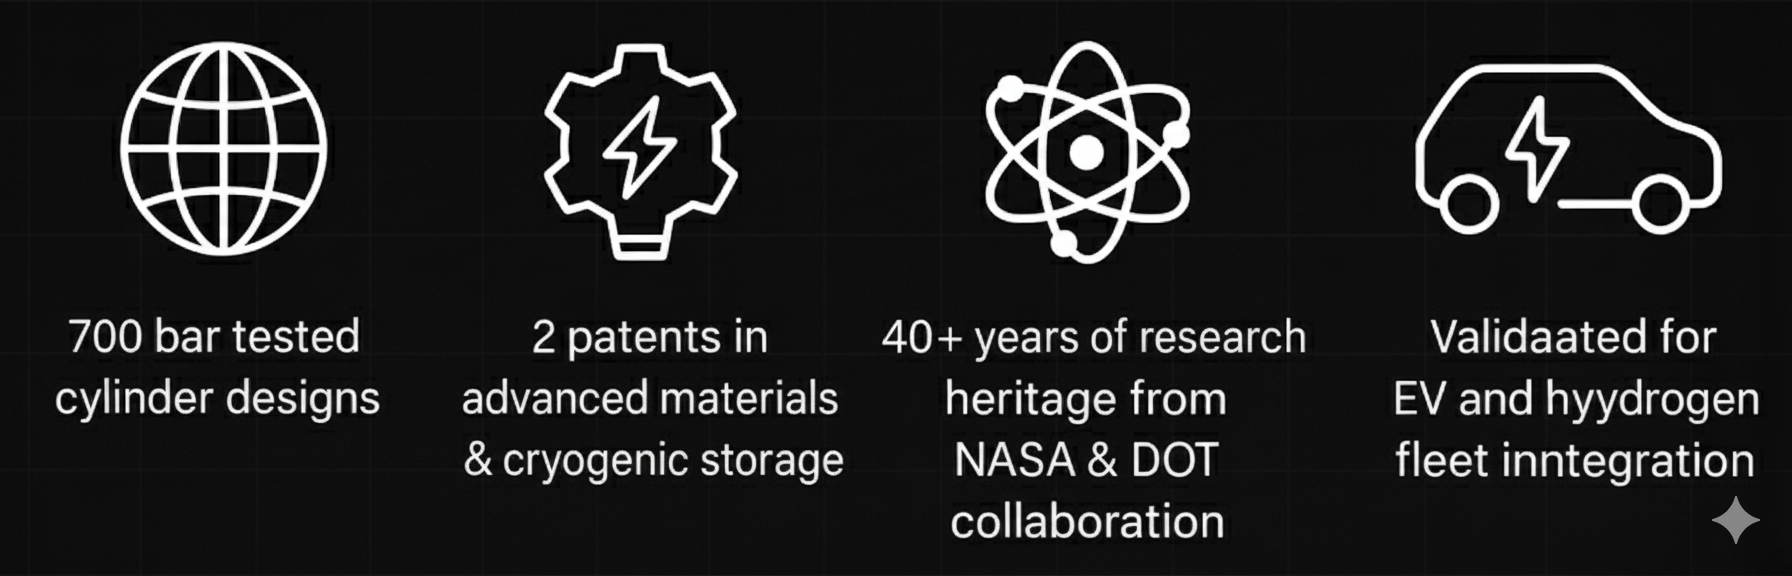 700 bar tested
cylinder designs
2 patents in
advanced materials
& cryogenic storage
40+ years of research
heritage from
NASA & DOT
collaboration
Validaated for
EV and hyydrogen
fleet inntegration